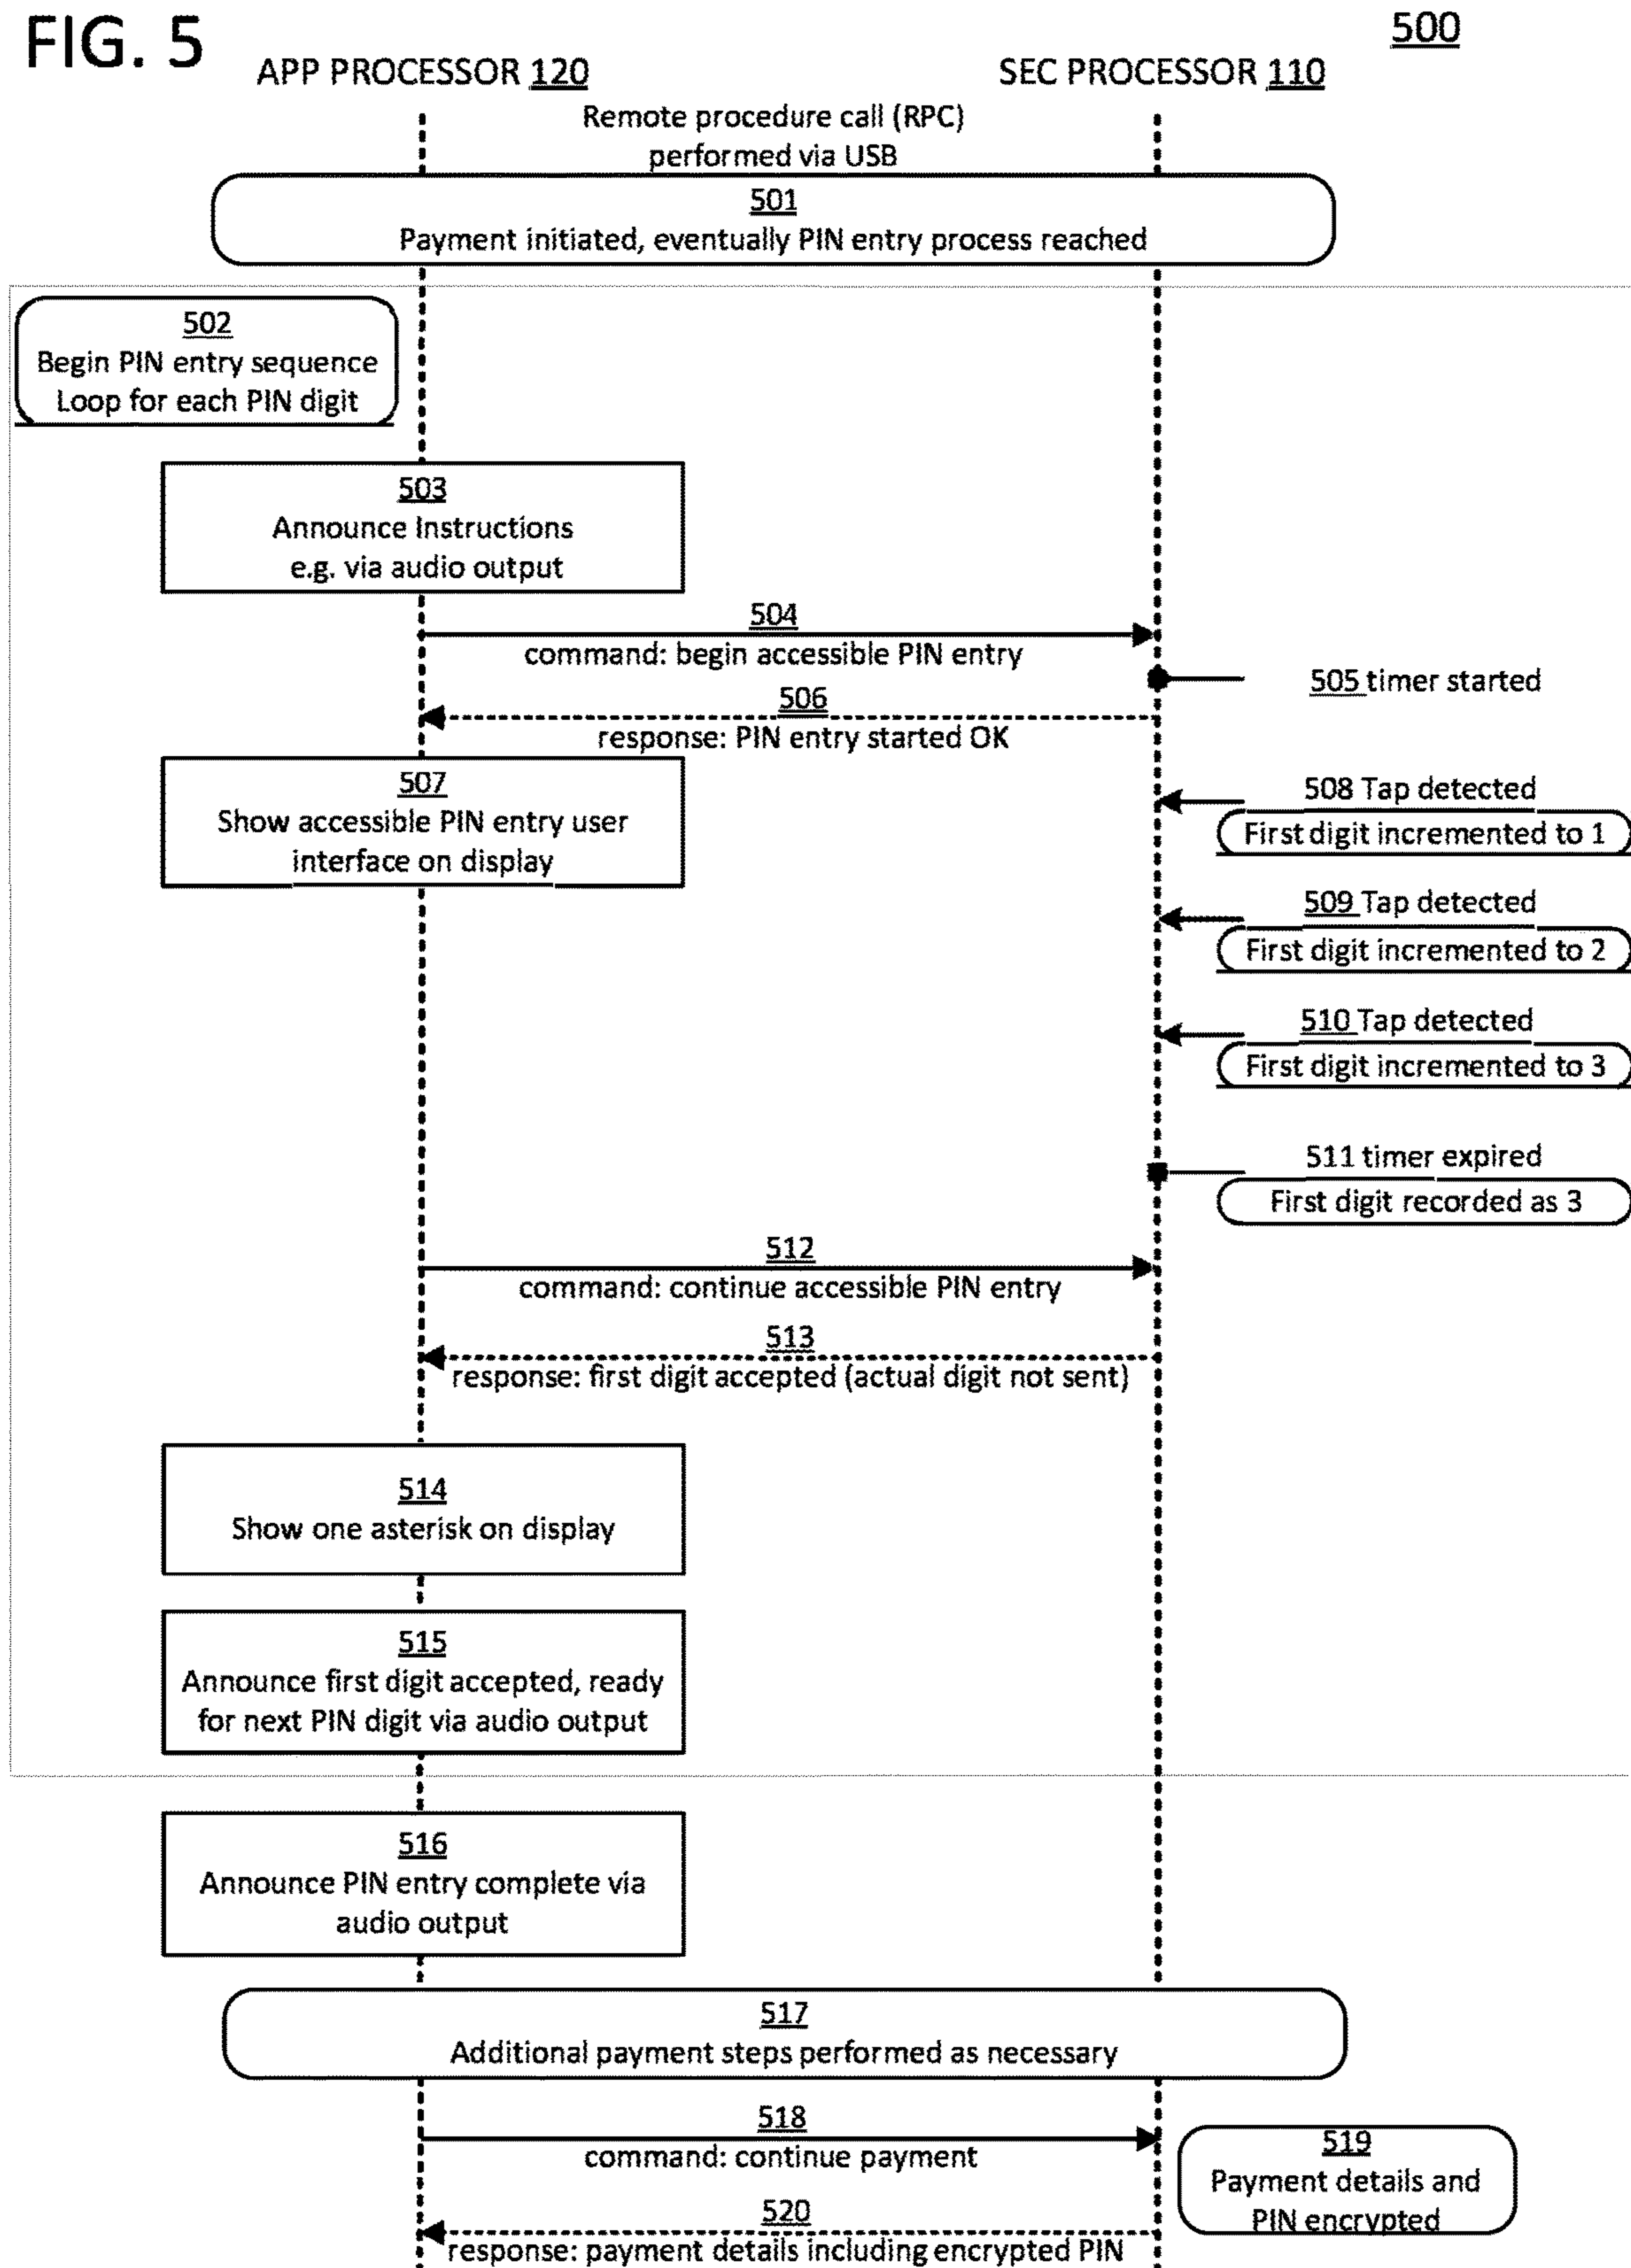 FIG. 5
500
APP PROCESSOR 120
SEC PROCESSOR 110
Remote procedure call (RPC)
performed via USB
501
Payment initiated, eventually PIN entry process reached
502
Begin PIN entry sequence
Loop for each PIN digit
503
Announce Instructions
e.g. via audio output
504
command: begin accessible PIN entry
505 timer started
506
response: PIN entry started OK
507
Show accessible PIN entry user
interface on display
508 Tap detected
First digit incremented to 1
509 Tap detected
First digit incremented to 2
510 Tap detected
First digit incremented to 3
511 timer expired
First digit recorded as 3
512
command: continue accessible PIN entry
513
response: first digit accepted (actual digit not sent)
514
Show one asterisk on display
515
Announce first digit accepted, ready
for next PIN digit via audio output
516
Announce PIN entry complete via
audio output
517
Additional payment steps performed as necessary
518
command: continue payment
519
Payment details and
PIN encrypted
520
response: payment details including encrypted PIN